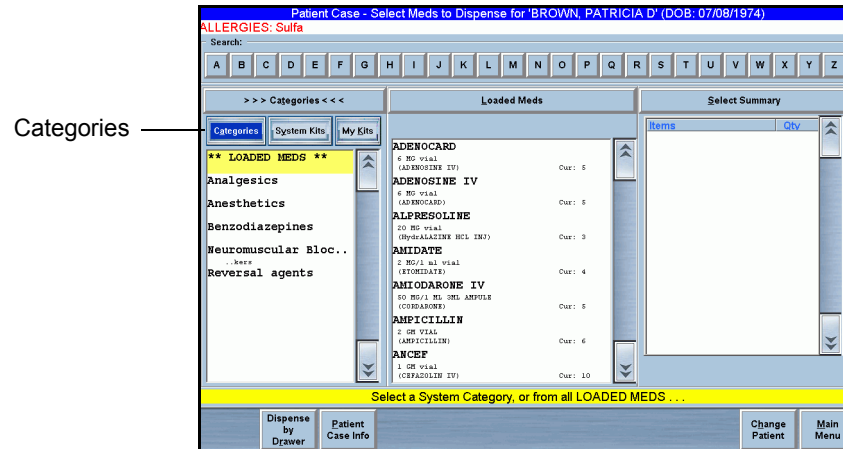 Patient Case - Select Meds to Dispense for 'BROWN, PATRICIA D' (DOB: 07/08/1974)
ALLERGIES: Sulfa
Search:
A B C D E F G H I J K L M N O P Q R S T U V W X Y Z
> > > Categories < < <
Loaded Meds
Select Summary
Categories
Categories System Kits My Kits
** LOADED MEDS **
Analgesics
Anesthetics
Benzodiazepines
Neuromuscular Bloc..
..kers
Reversal agents
ADENOCARD
6 MG vial
(ADENOSINE IV) Cur: 5
ADENOSINE IV
6 MG vial
(ADENOCARD) Cur: 5
ALPRESOLINE
20 MG vial
(HydrALAZINE HCL INJ) Cur: 3
AMIDATE
2 MG/1 ml vial
(ETOMIDATE) Cur: 4
AMIODARONE IV
50 MG/1 ML 3ML AMPULE
(CORDARONE) Cur: 5
AMPICILLIN
2 GM VIAL
(AMPICILLIN) Cur: 6
ANCEF
1 GM vial
(CEFAZOLIN IV) Cur: 10
Items Qty
Select a System Category, or from all LOADED MEDS . . .
Dispense by Drawer
Patient Case Info
Change Patient
Main Menu